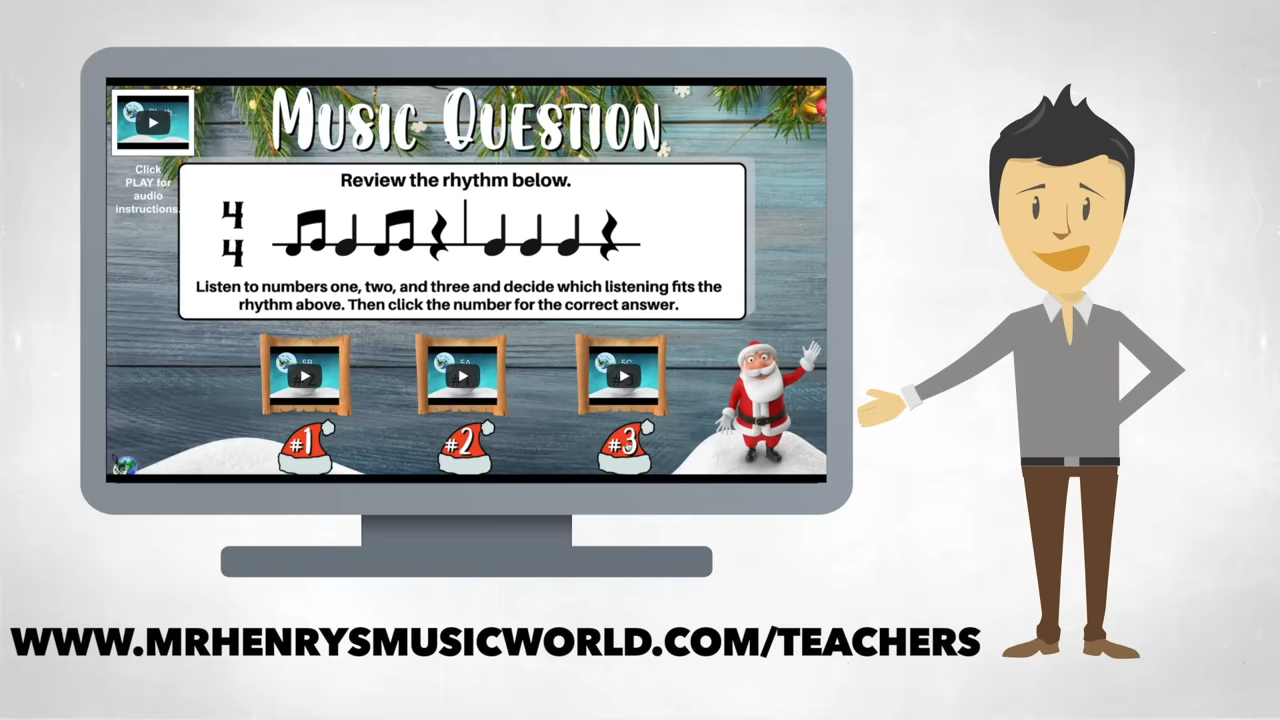 MUSIC QUESTION
Click
PLAY for
audio
instructions.
Review the rhythm below.
4
4
Listen to numbers one, two, and three and decide which listening fits the
rhythm above. Then click the number for the correct answer.
#1
#2
#3
WWW.MRHENRYSMUSICWORLD.COM/TEACHERS